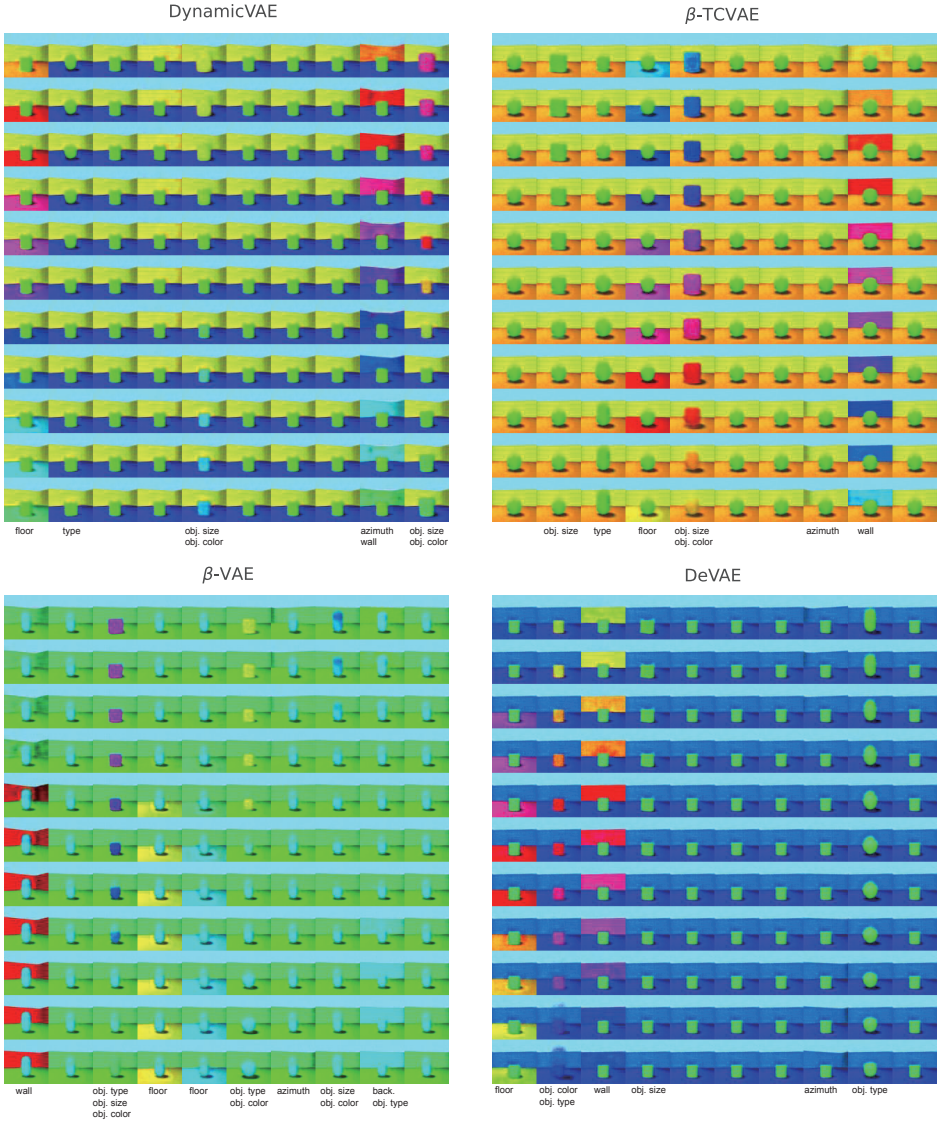 DynamicVAE
β-TCVAE
floor type obj. size azimuth obj. size
obj. color wall obj. color
obj. size type floor obj. size azimuth wall
obj. color
β-VAE
DeVAE
wall obj. type floor floor obj. type azimuth obj. size back.
obj. size obj. color obj. color obj. type
obj. color
floor obj. color wall obj. size azimuth obj. type
obj. type